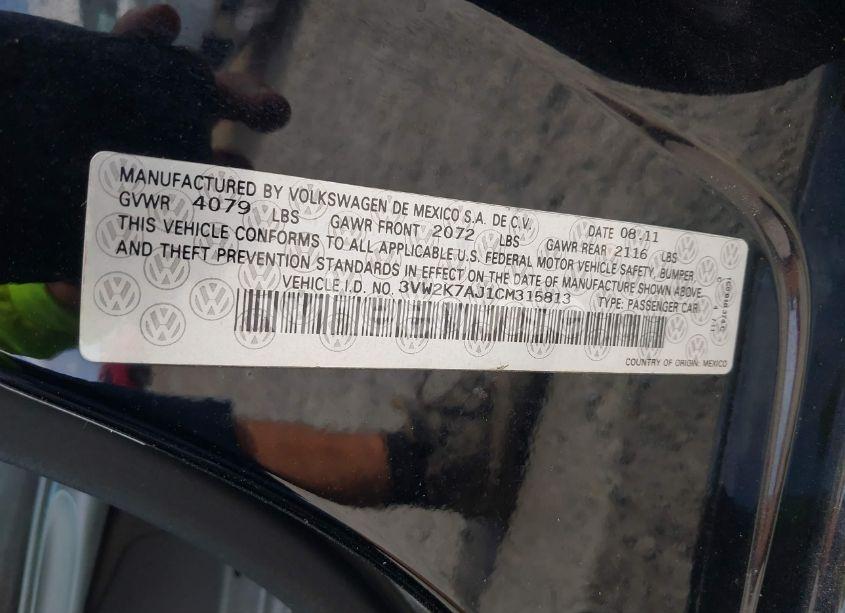 MANUFACTURED BY VOLKSWAGEN DE MEXICO S.A. DE C.V. DATE 08.11
GVWR 4079 LBS GAWR FRONT 2072 LBS GAWR REAR 2116 LBS
THIS VEHICLE CONFORMS TO ALL APPLICABLE U.S. FEDERAL MOTOR VEHICLE SAFETY, BUMPER
AND THEFT PREVENTION STANDARDS IN EFFECT ON THE DATE OF MANUFACTURE SHOWN ABOVE
VEHICLE I.D. NO. 3VW2K7AJ1CM315813 TYPE: PASSENGER CAR
COUNTRY OF ORIGIN: MEXICO